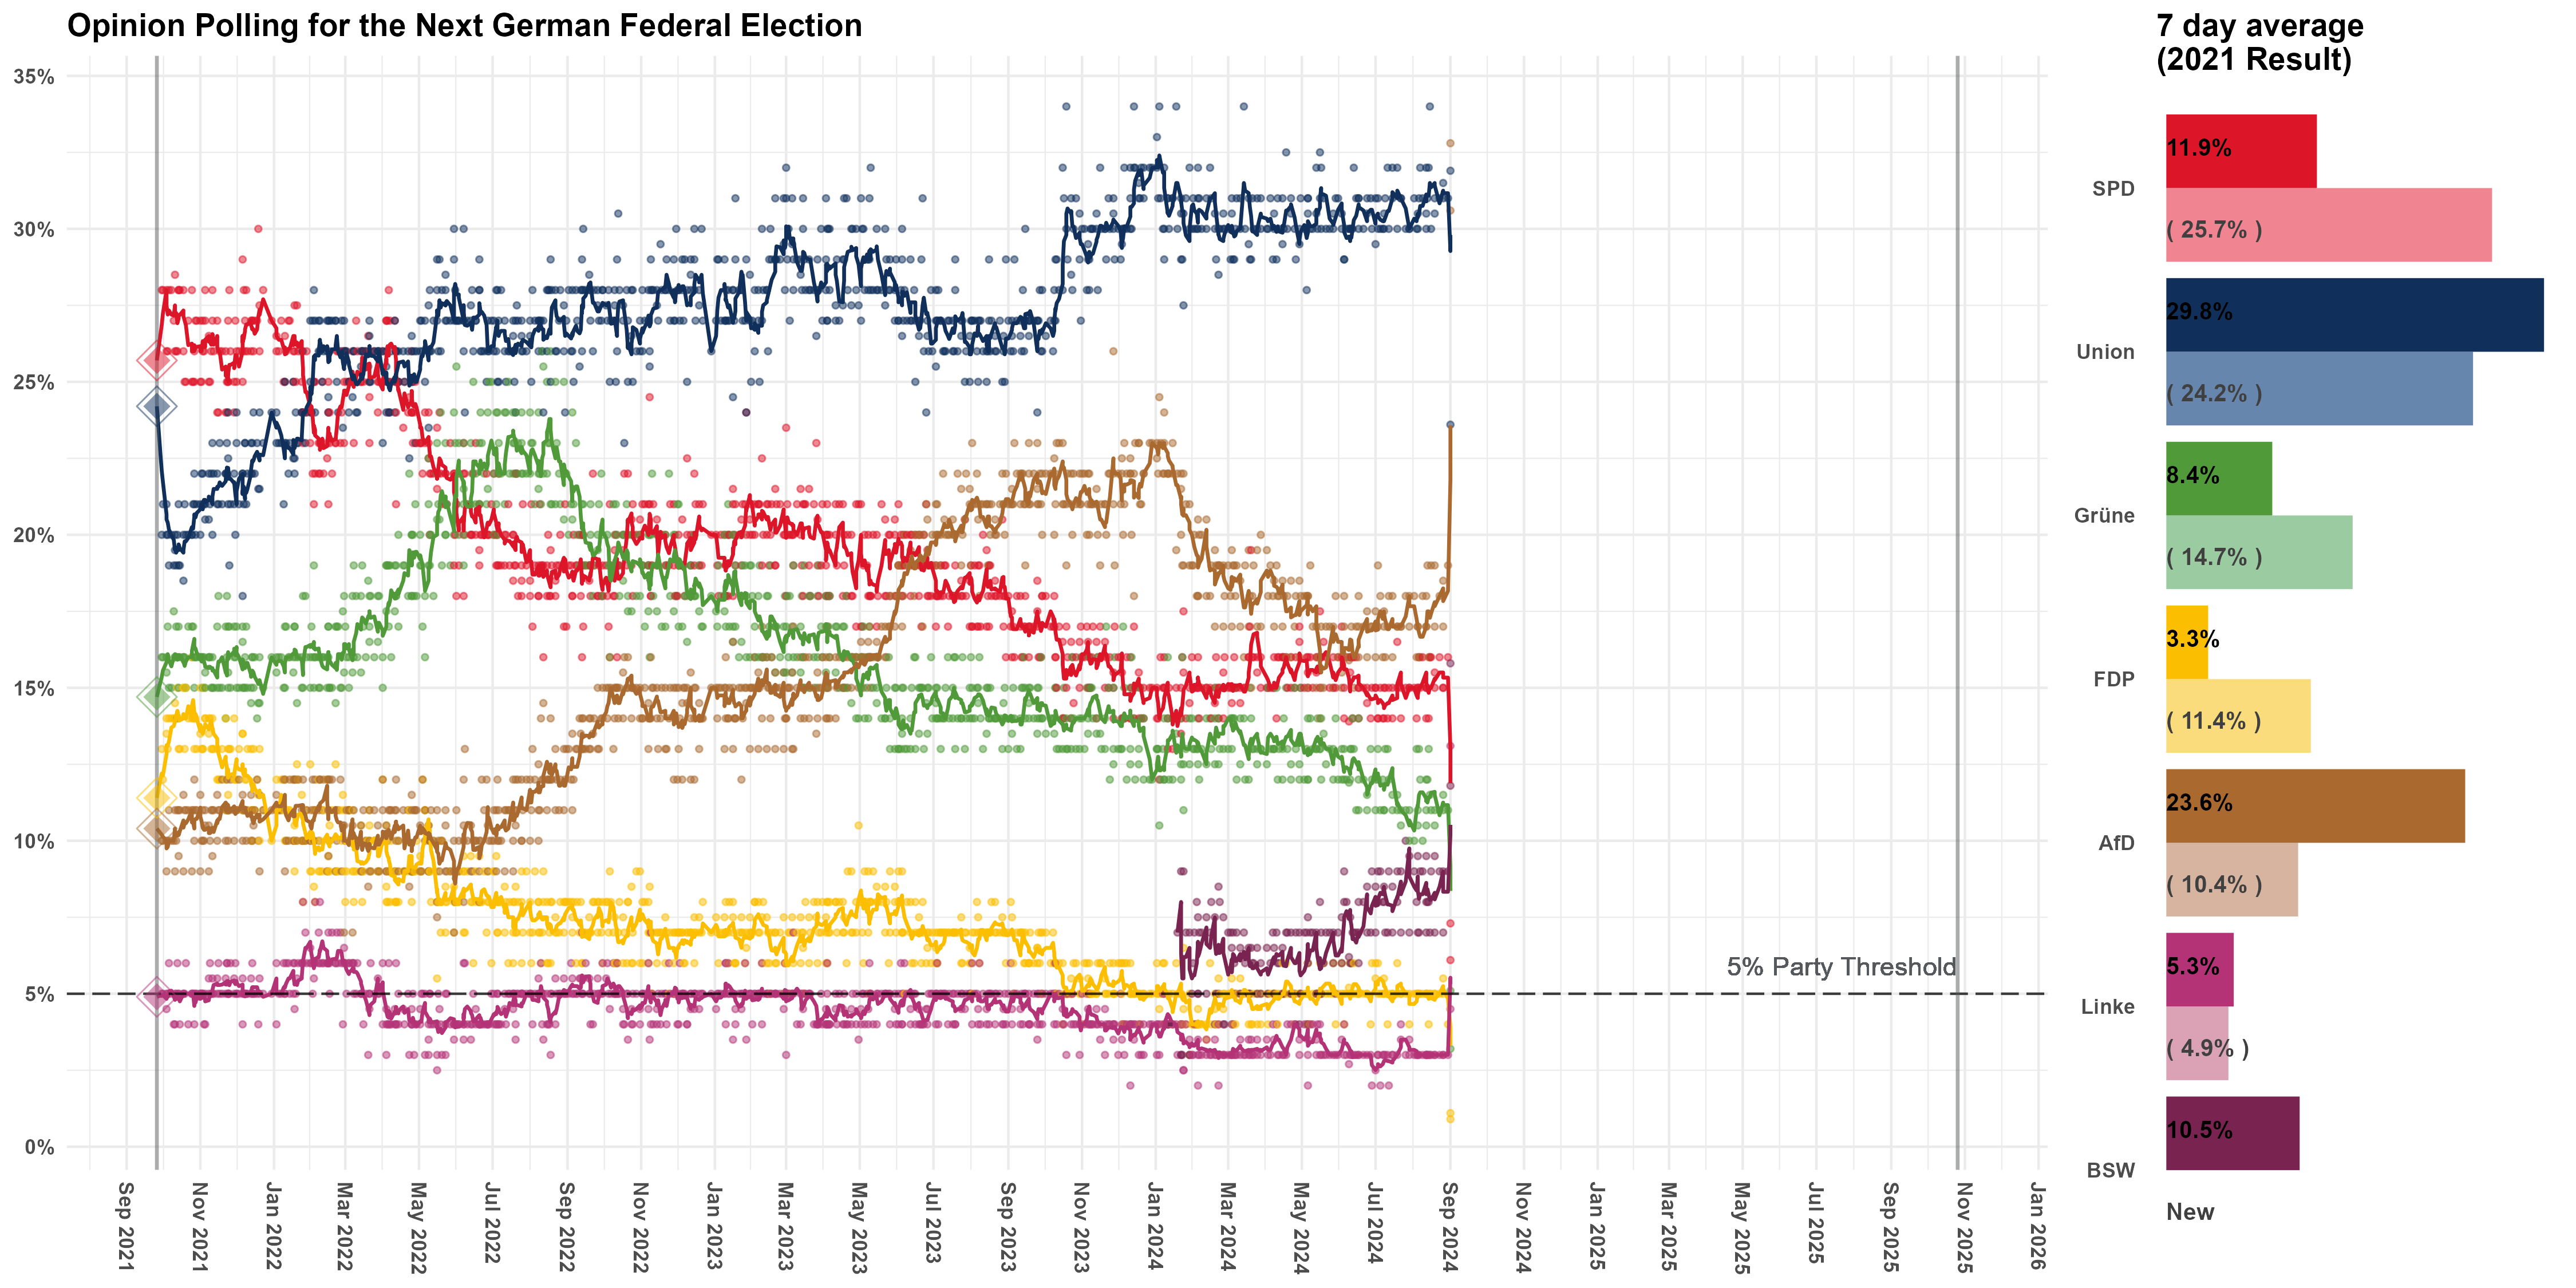 Opinion Polling for the Next German Federal Election
7 day average
(2021 Result)
35%
30%
25%
20%
15%
10%
5%
0%
5% Party Threshold
Sep 2021
Nov 2021
Jan 2022
Mar 2022
May 2022
Jul 2022
Sep 2022
Nov 2022
Jan 2023
Mar 2023
May 2023
Jul 2023
Sep 2023
Nov 2023
Jan 2024
Mar 2024
May 2024
Jul 2024
Sep 2024
Nov 2024
Jan 2025
Mar 2025
May 2025
Jul 2025
Sep 2025
Nov 2025
Jan 2026
11.9%
SPD
( 25.7% )
29.8%
Union
( 24.2% )
8.4%
Grüne
( 14.7% )
3.3%
FDP
( 11.4% )
23.6%
AfD
( 10.4% )
5.3%
Linke
( 4.9% )
10.5%
BSW
New